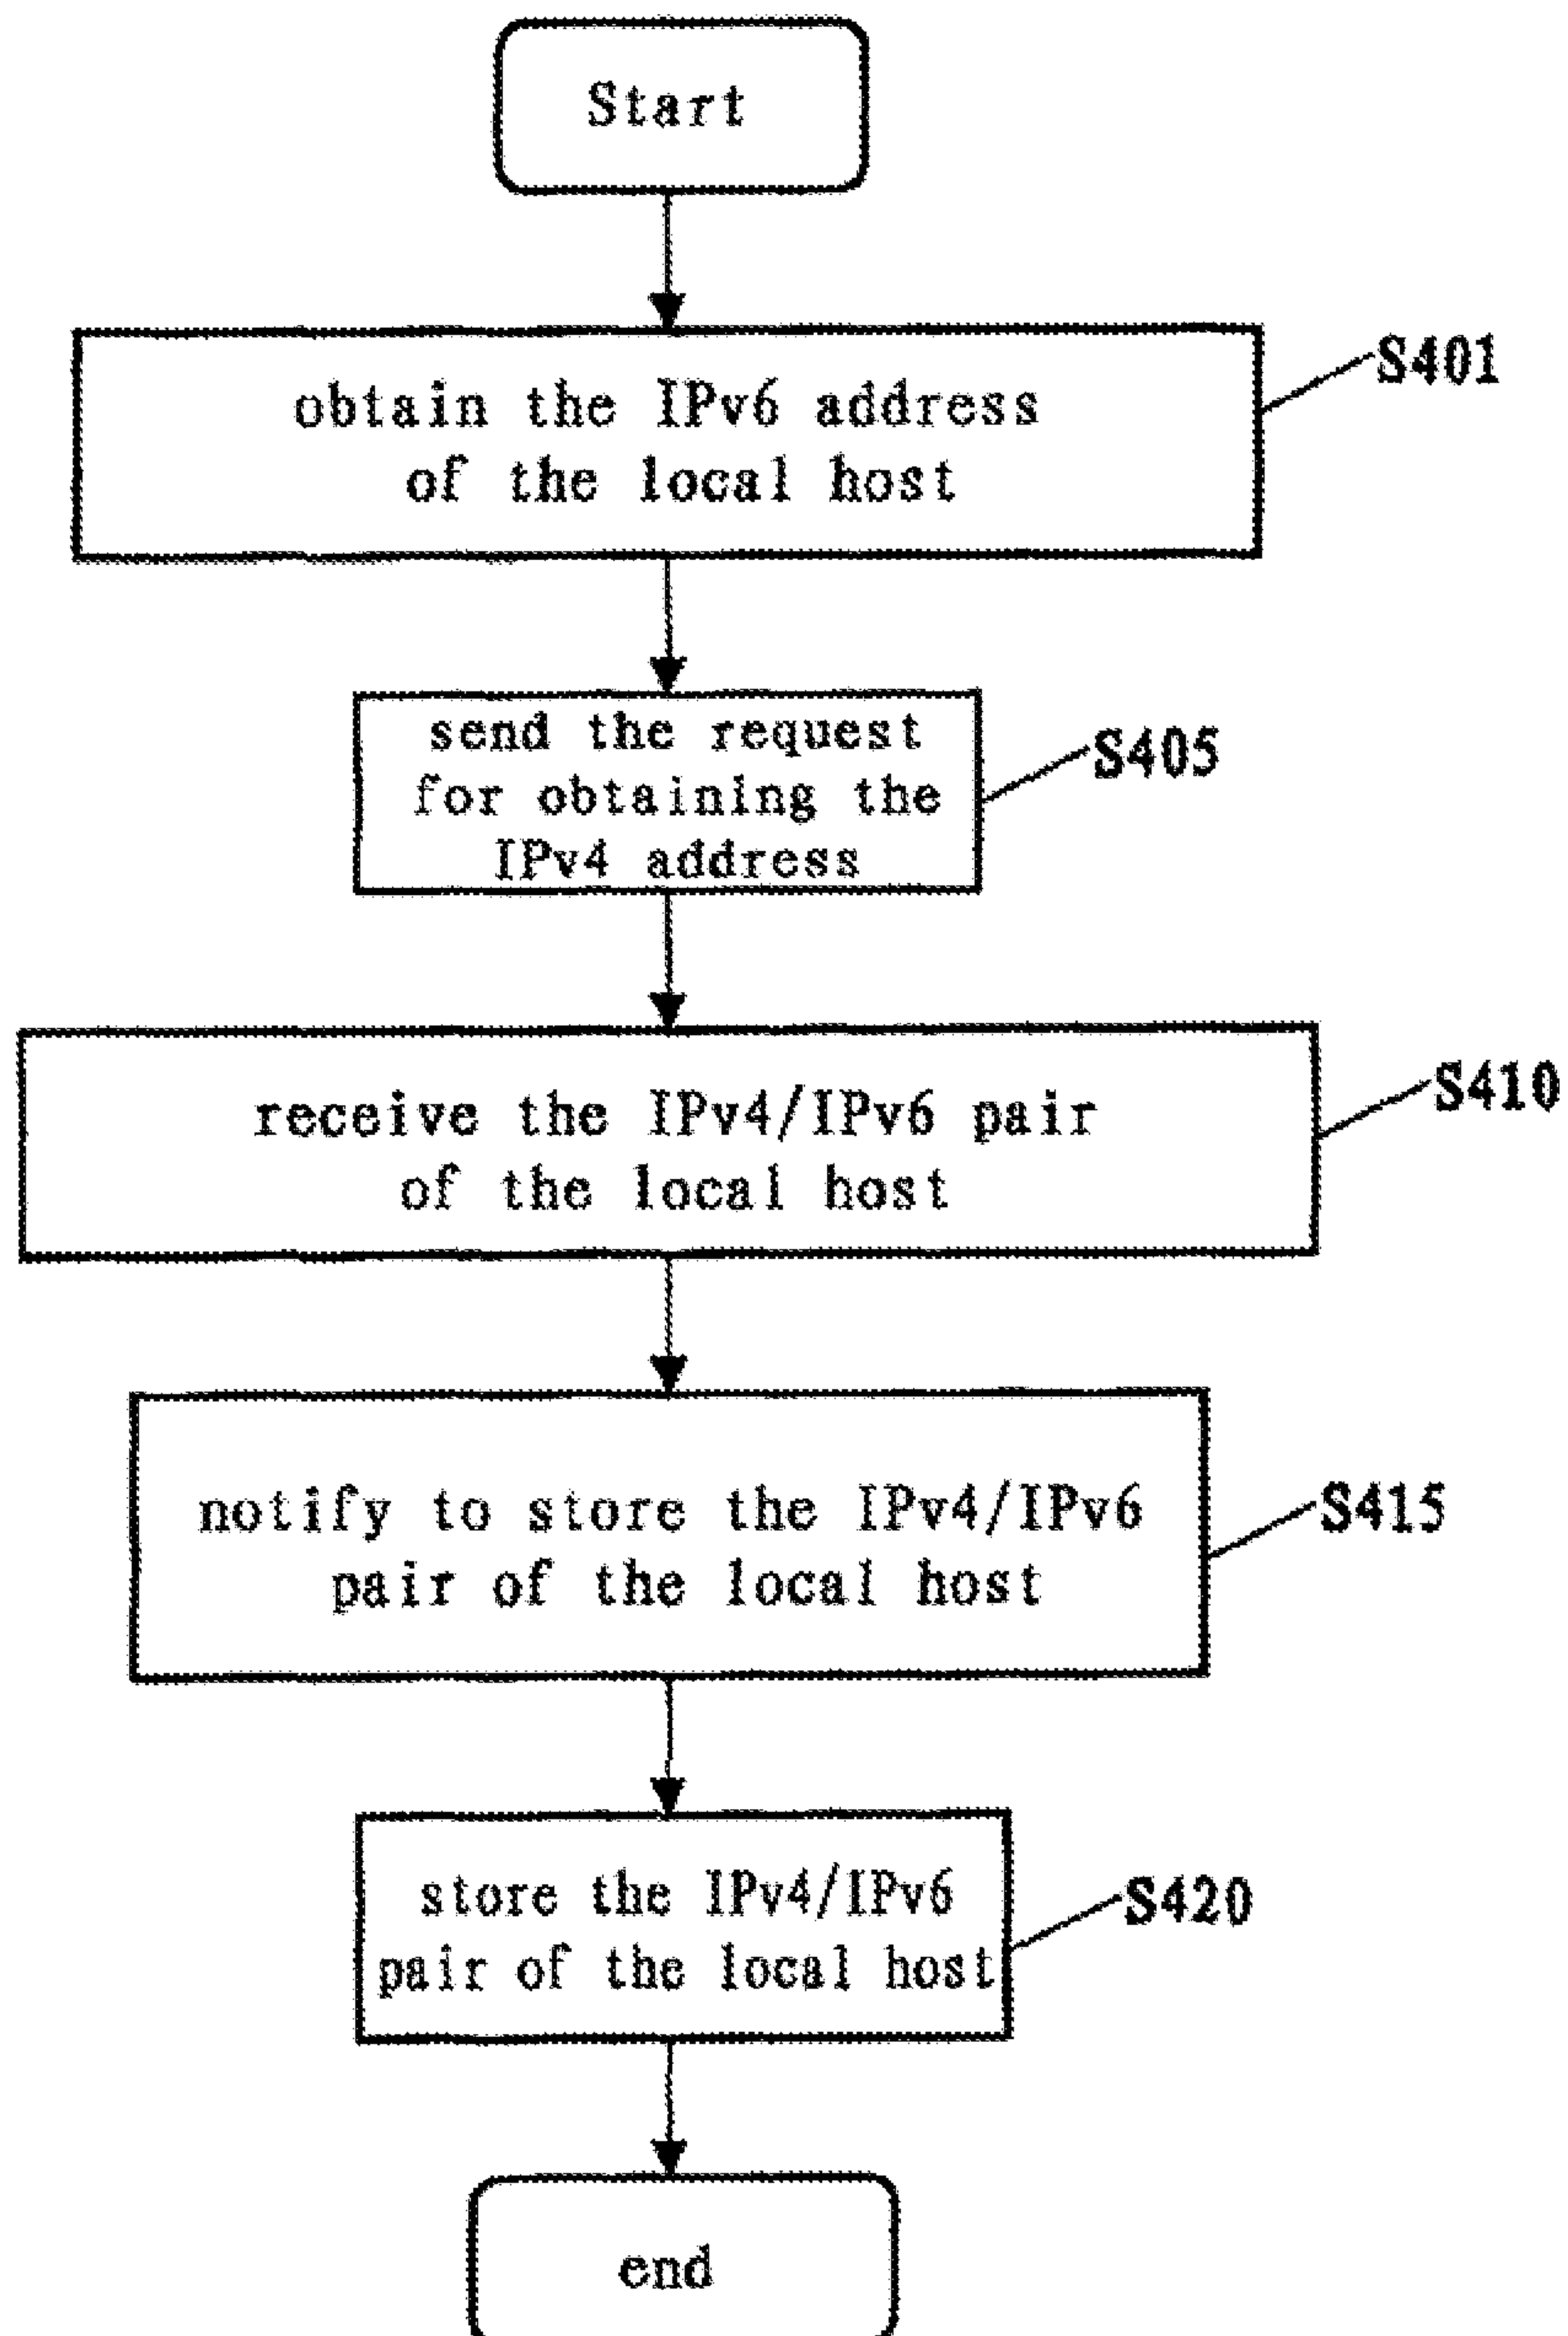 Start
obtain the IPv6 address
of the local host
S401
send the request
for obtaining the
IPv4 address
S405
receive the IPv4/IPv6 pair
of the local host
S410
notify to store the IPv4/IPv6
pair of the local host
S415
store the IPv4/IPv6
pair of the local host
S420
end